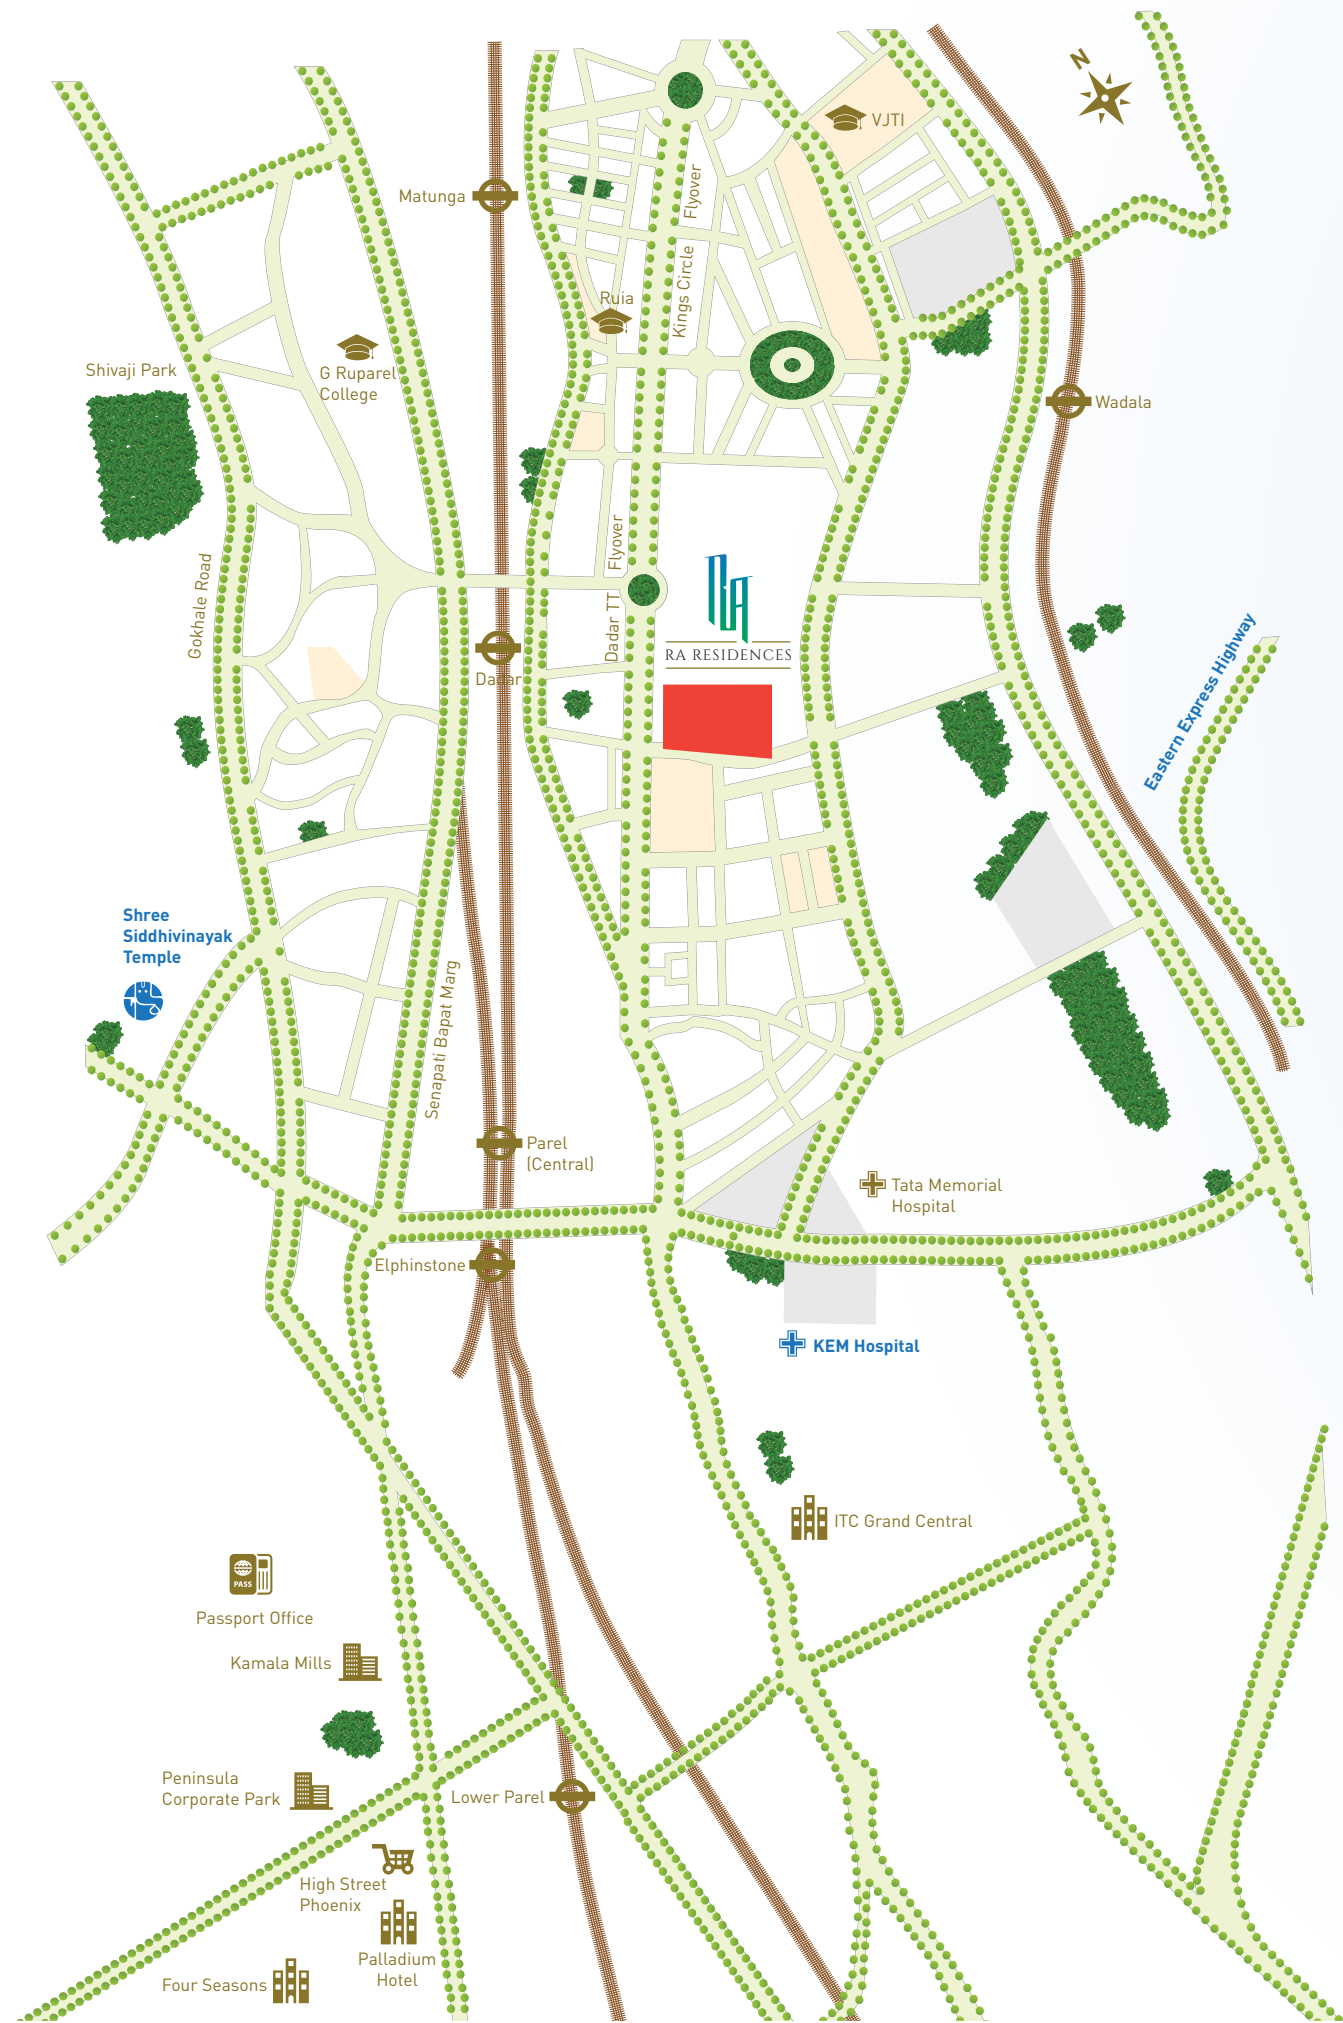 N
VJTI
Matunga
Flyover
Kings Circle
Ruia
G Ruparel
College
Shivaji Park
Wadala
Flyover
Dadar TT
Gokhale Road
RA RESIDENCES
Dadar
Eastern Express Highway
Shree
Siddhivinayak
Temple
Senapati Bapat Marg
Parel
(Central)
Tata Memorial
Hospital
Elphinstone
KEM Hospital
ITC Grand Central
PASS
Passport Office
Kamala Mills
Peninsula
Corporate Park
Lower Parel
High Street
Phoenix
Palladium
Hotel
Four Seasons